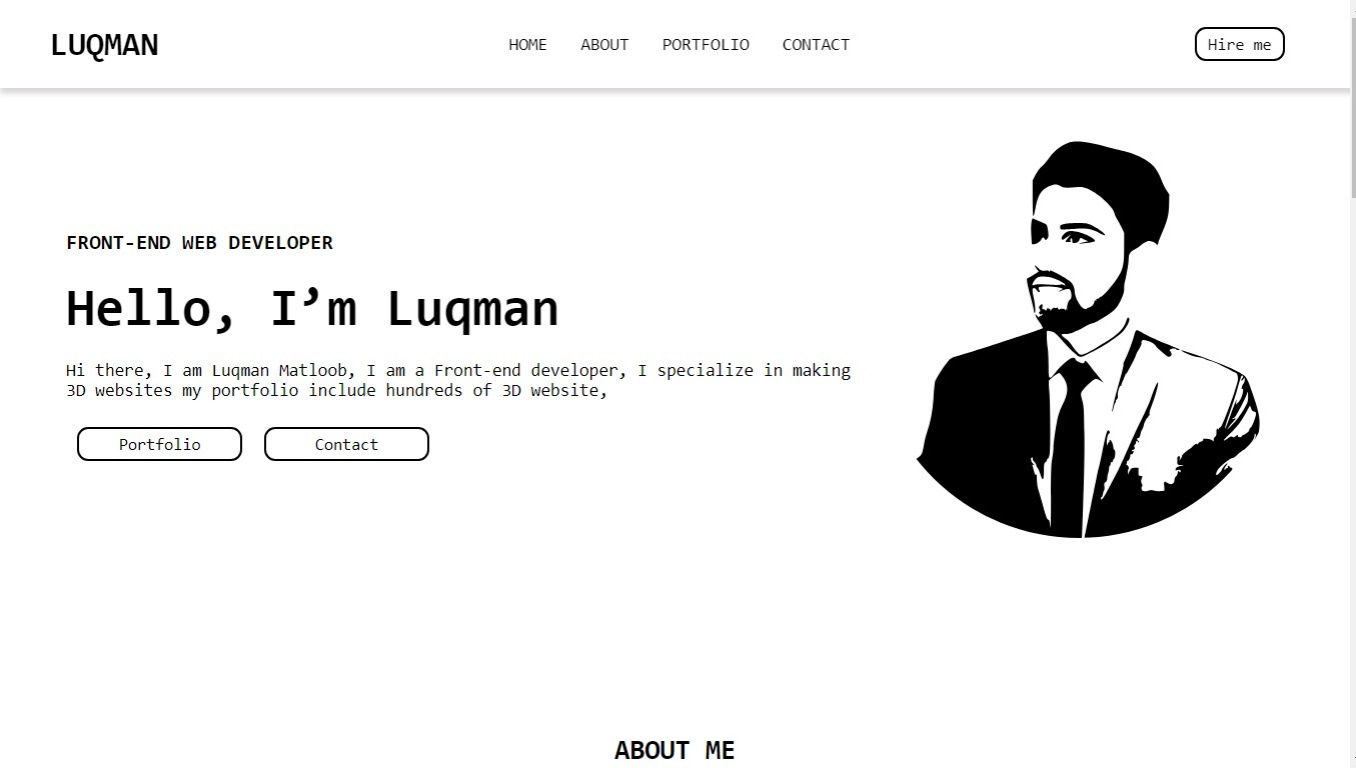 LUQMAN
HOME ABOUT PORTFOLIO CONTACT
Hire me
FRONT-END WEB DEVELOPER
Hello, I’m Luqman
Hi there, I am Luqman Matloob, I am a Front-end developer, I specialize in making
3D websites my portfolio include hundreds of 3D website,
Portfolio Contact
ABOUT ME